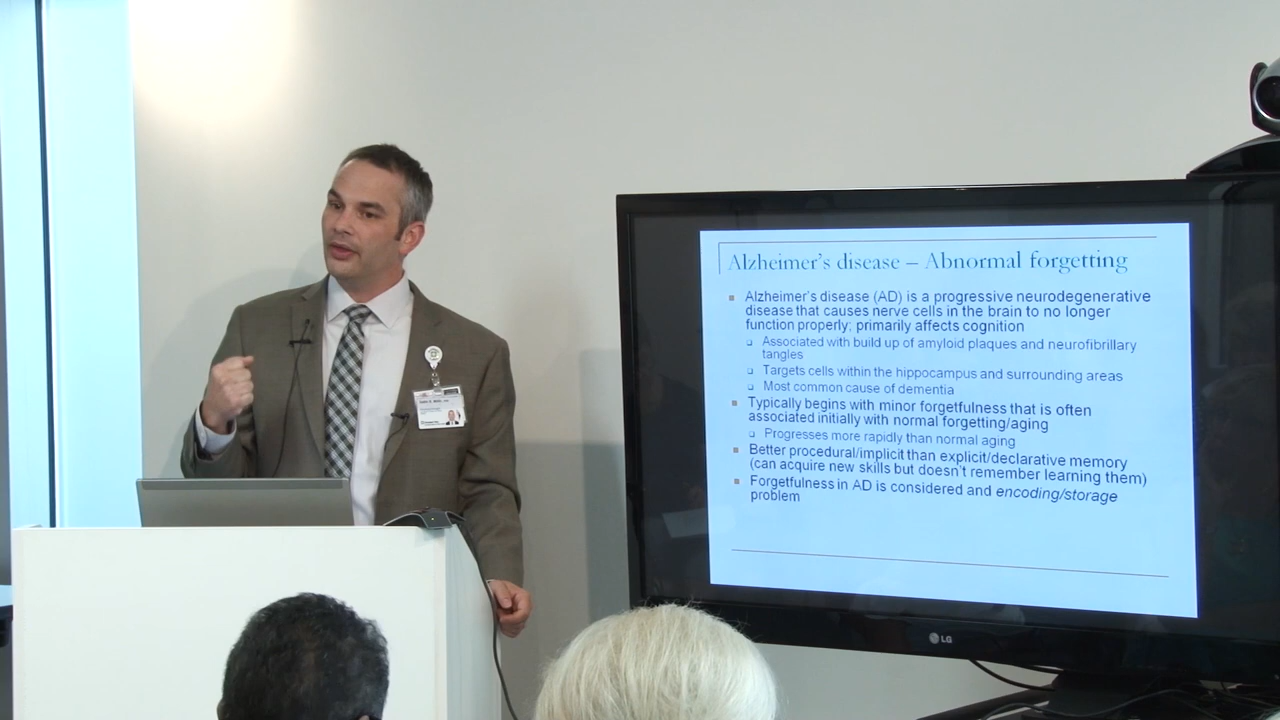 Alzheimer's disease – Abnormal forgetting
Alzheimer's disease (AD) is a progressive neurodegenerative
disease that causes nerve cells in the brain to no longer
function properly; primarily affects cognition
Associated with build up of amyloid plaques and neurofibrillary
tangles
Targets cells within the hippocampus and surrounding areas
Most common cause of dementia
Typically begins with minor forgetfulness that is often
associated initially with normal forgetting/aging
Progresses more rapidly than normal aging
Better procedural/implicit than explicit/declarative memory
(can acquire new skills but doesn't remember learning them)
Forgetfulness in AD is considered and encoding/storage
problem
LG